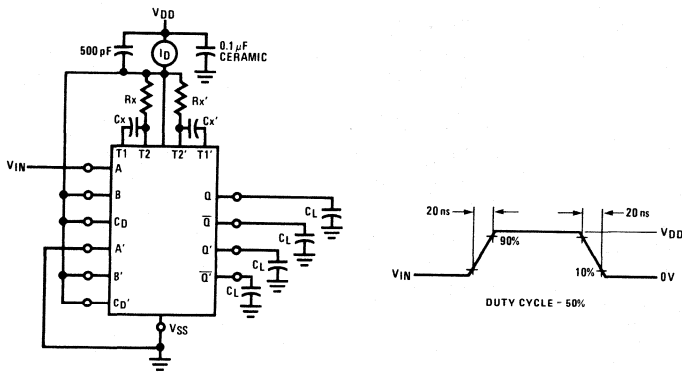 VDD
500 pF
ID
0.1 μF
CERAMIC
Rx
Rx'
Cx
Cx'
T1 T2 T2' T1'
VIN
A
B
CD
A'
B'
CD'
Q
Q̅
Q'
Q̅'
CL
CL
CL
CL
VSS
20 ns
20 ns
VDD
90%
10%
VIN
0V
DUTY CYCLE - 50%